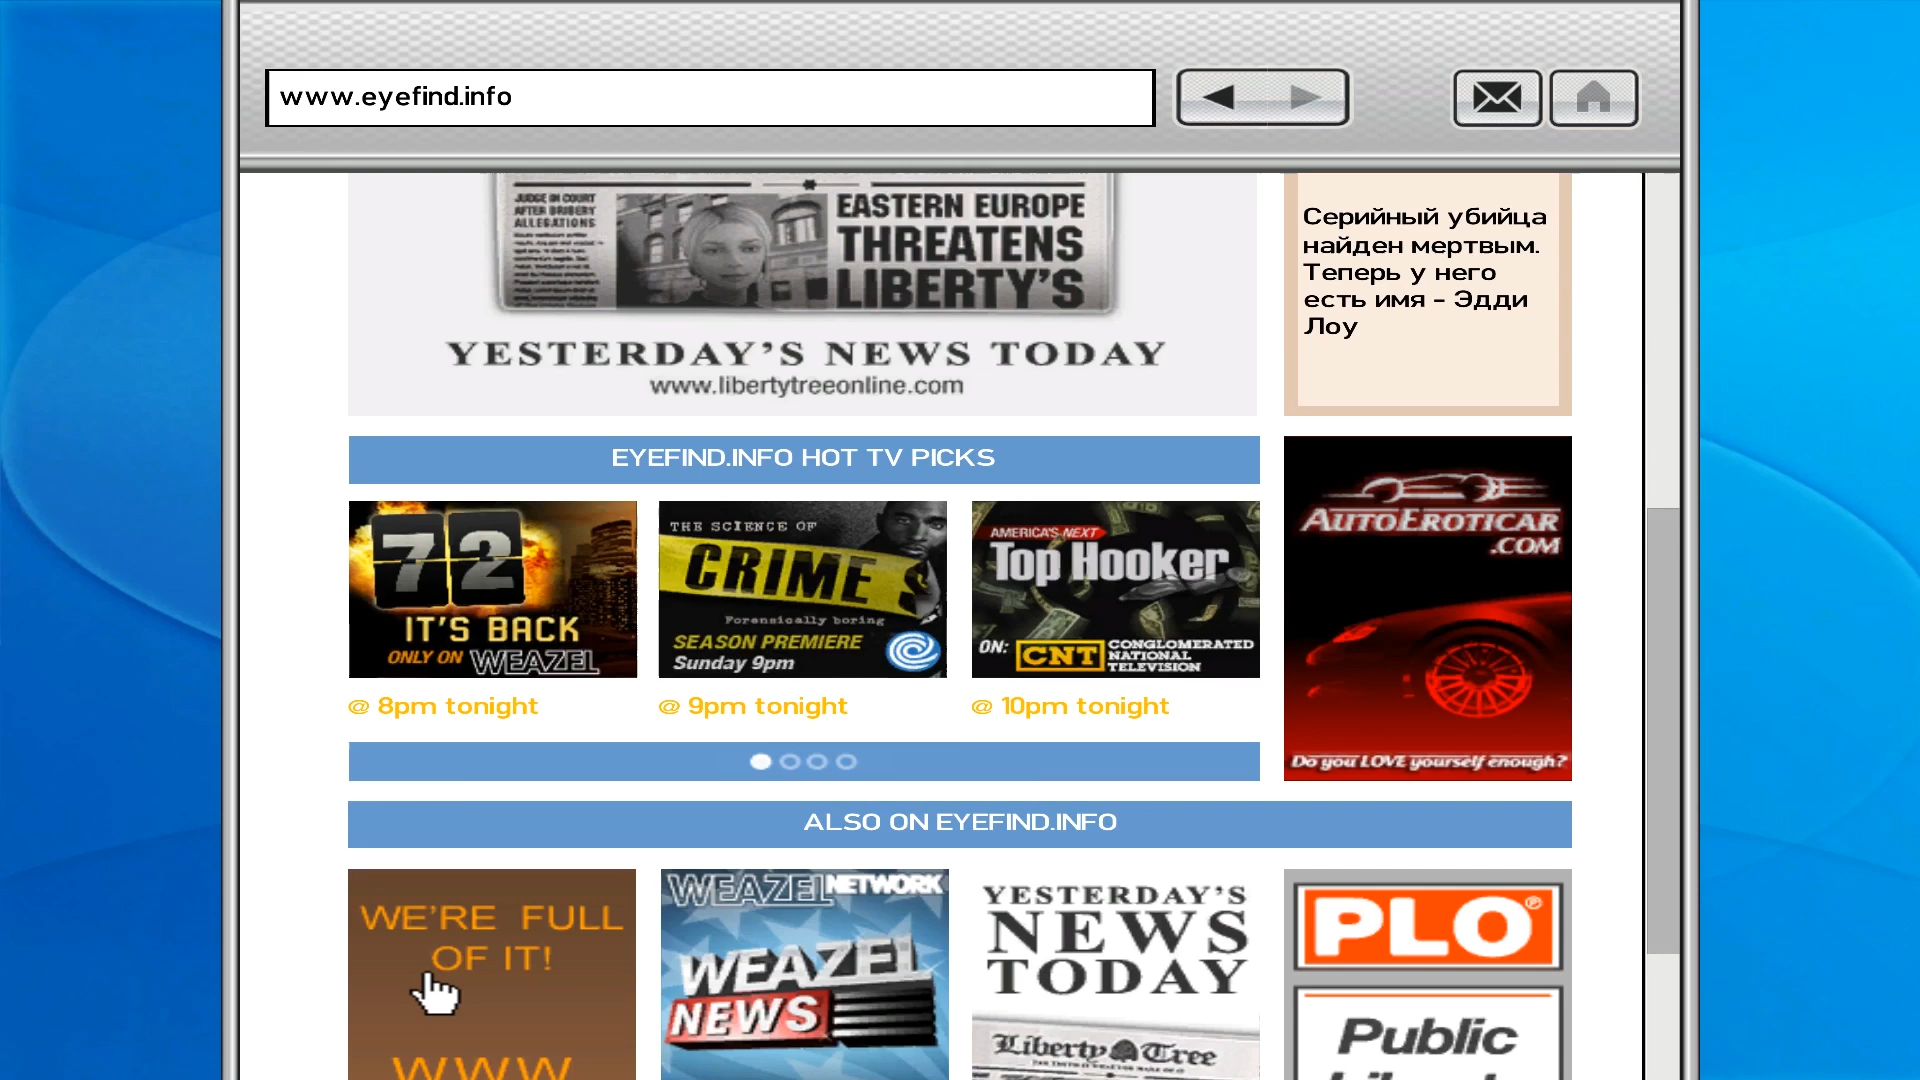 www.eyefind.info
JUDGE IN COURT
AFTER BRIBERY
ALLEGATIONS
EASTERN EUROPE
THREATENS
LIBERTY'S
YESTERDAY'S NEWS TODAY
www.libertytreeonline.com
Серийный убийца
найден мертвым.
Теперь у него
есть имя - Эдди
Лоу
EYEFIND.INFO HOT TV PICKS
72
IT'S BACK
ONLY ON WEAZEL
@ 8pm tonight
THE SCIENCE OF
CRIME
Forensically boring
SEASON PREMIERE
Sunday 9pm
@ 9pm tonight
AMERICA'S NEXT
Top Hooker
ON: CNT CONGLOMERATED
NATIONAL
TELEVISION
@ 10pm tonight
AUTOEROTICAR
.COM
Do you LOVE yourself enough?
ALSO ON EYEFIND.INFO
WE'RE FULL
OF IT!
WWW
WEAZEL NETWORK
WEAZEL
NEWS
YESTERDAY'S
NEWS
TODAY
Liberty Tree
PLO®
Public